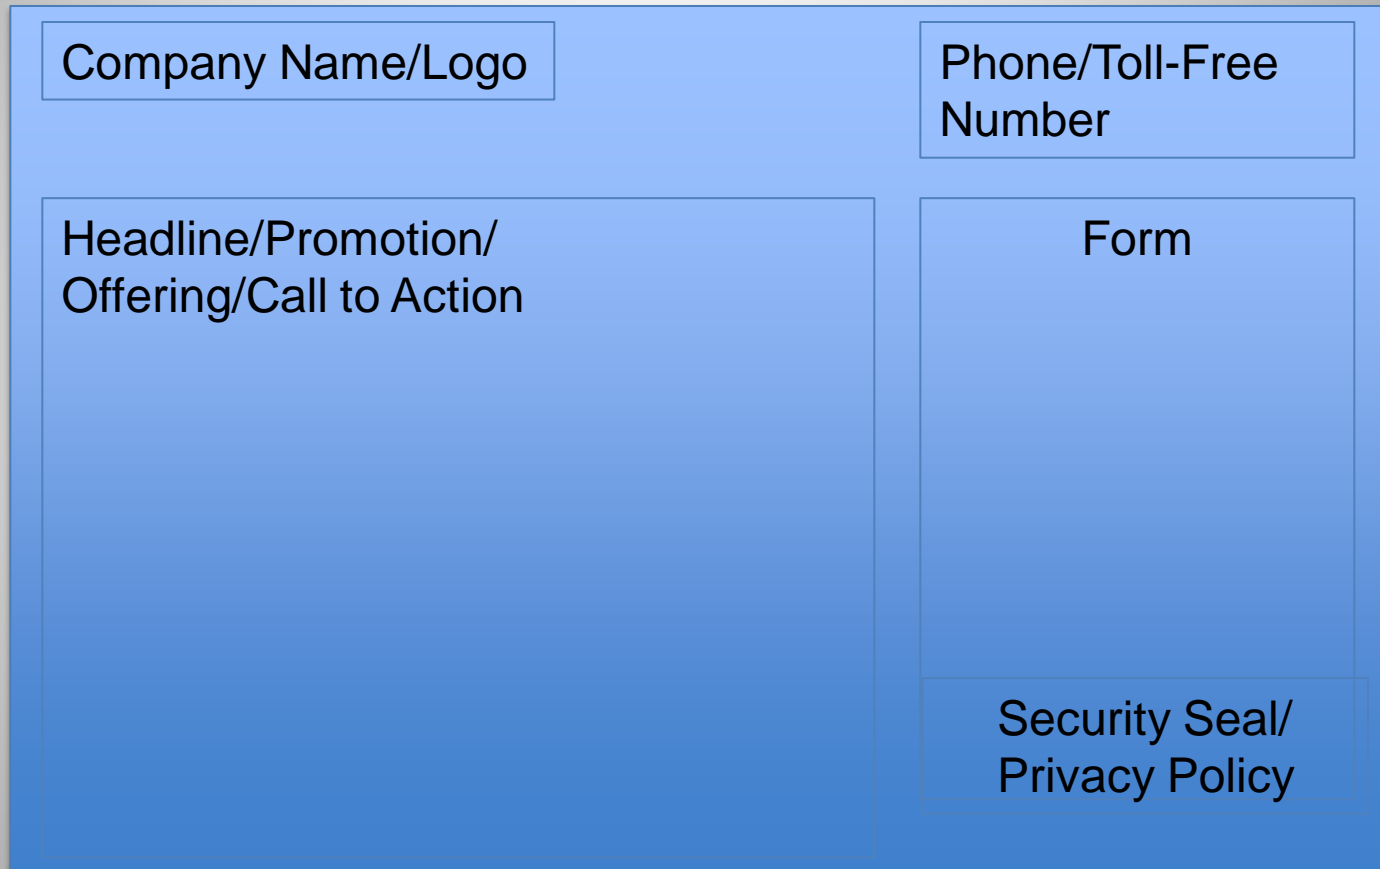 Company Name/Logo
Phone/Toll-Free
Number
Headline/Promotion/
Offering/Call to Action
Form
Security Seal/
Privacy Policy